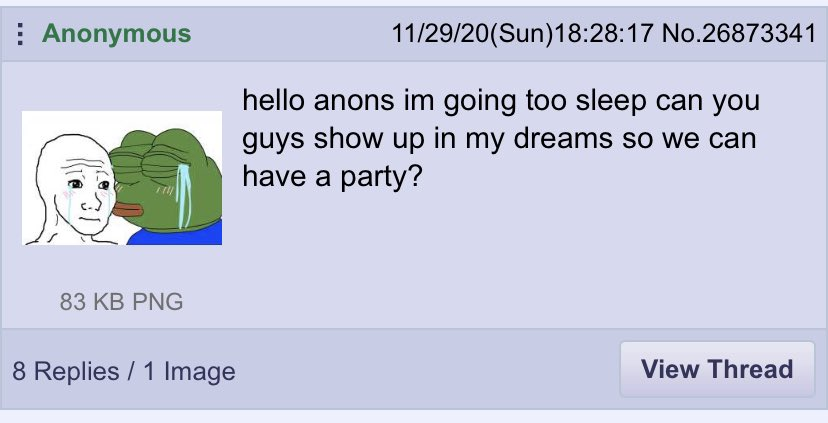 Anonymous 11/29/20(Sun)18:28:17 No.26873341
hello anons im going too sleep can you
guys show up in my dreams so we can
have a party?
83 KB PNG
8 Replies / 1 Image View Thread